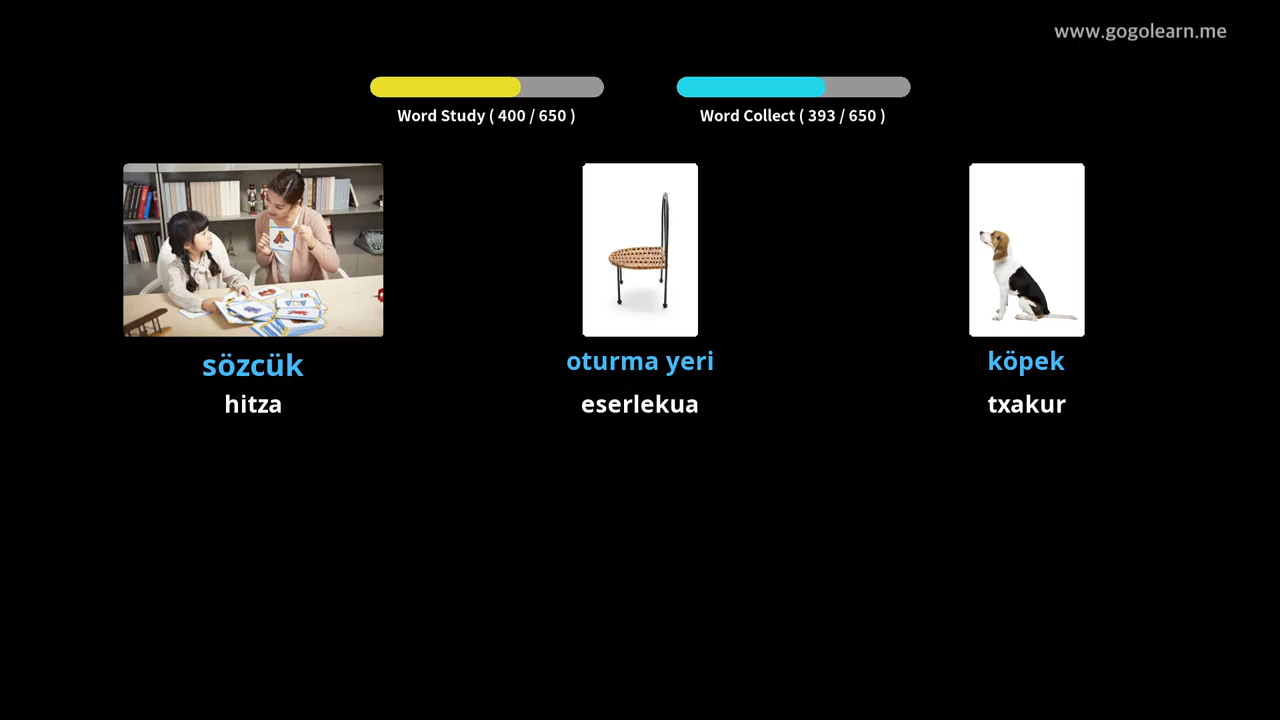 www.gogolearn.me
Word Study ( 400 / 650 )
Word Collect ( 393 / 650 )
sözcük
oturma yeri
köpek
hitza
eserlekua
txakur